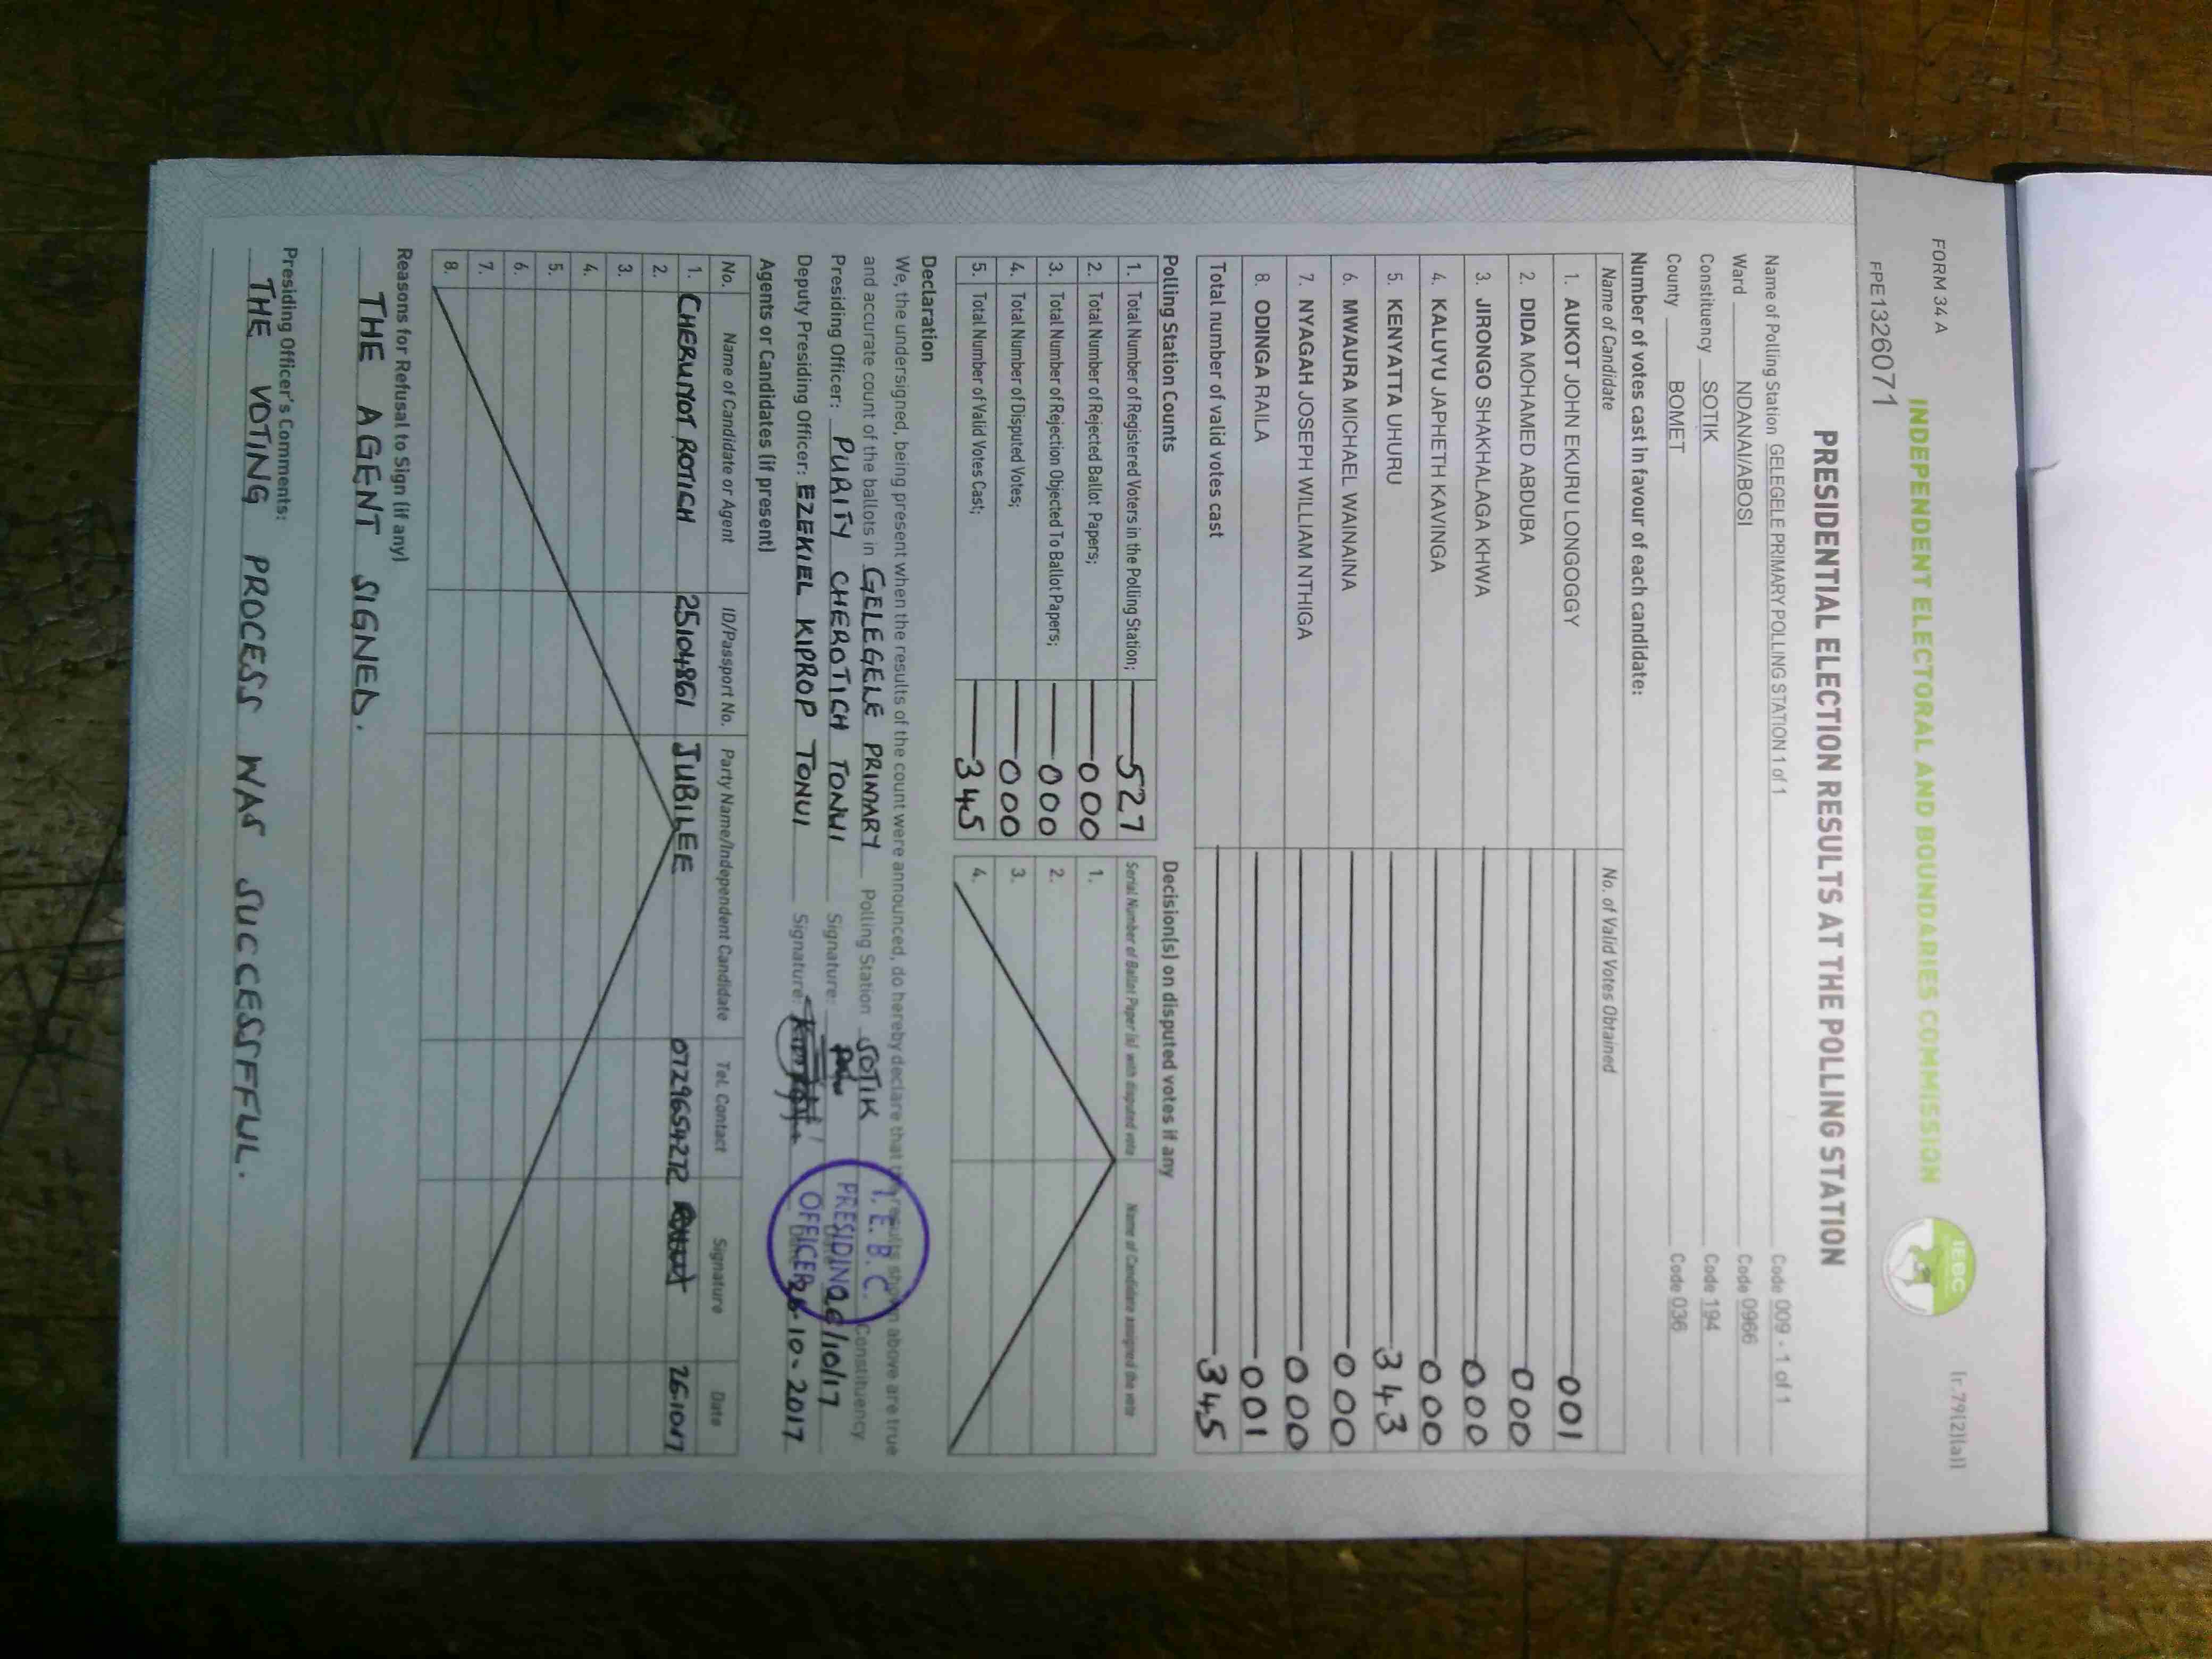 FORM 34 A
[r.79(2)(a)]
INDEPENDENT ELECTORAL AND BOUNDARIES COMMISSION
IEBC
FPE1326071
PRESIDENTIAL ELECTION RESULTS AT THE POLLING STATION
Name of Polling Station GELEGELE PRIMARY POLLING STATION 1 of 1 Code 009 - 1 of 1
Ward NDANAI/ABOSI Code 0966
Constituency SOTIK Code 194
County BOMET Code 036
Number of votes cast in favour of each candidate:
Name of Candidate No. of Valid Votes Obtained
1. AUKOT JOHN EKURU LONGOGGY 001
2. DIDA MOHAMED ABDUBA 000
3. JIRONGO SHAKHALAGA KHWA 000
4. KALUYU JAPHETH KAVINGA 000
5. KENYATTA UHURU 343
6. MWAURA MICHAEL WAINAINA 000
7. NYAGAH JOSEPH WILLIAM NTHIGA 000
8. ODINGA RAILA 001
Total number of valid votes cast 345
Polling Station Counts
1. Total Number of Registered Voters in the Polling Station; 527
2. Total Number of Rejected Ballot Papers; 000
3. Total Number of Rejection Objected To Ballot Papers; 000
4. Total Number of Disputed Votes; 000
5. Total Number of Valid Votes Cast; 345
Decision(s) on disputed votes if any
Serial Number of Ballot Paper(s) with disputed vote Name of Candidate assigned the vote
1.
2.
3.
4.
Declaration
We, the undersigned, being present when the results of the count were announced, do hereby declare that the results shown above are true
and accurate count of the ballots in GELEGELE PRIMARY Polling Station SOTIK Constituency
Presiding Officer: PURITY CHEROTICH TONUI Signature: Date 26/10/17
Deputy Presiding Officer: EZEKIEL KIPROP TONUI Signature: Date 26-10-2017
I.E.B.C.
PRESIDING
OFFICER
Agents or Candidates (if present)
No. Name of Candidate or Agent ID/Passport No. Party Name/Independent Candidate Tel. Contact Signature Date
1. CHERUIYOT ROTICH 25104861 JUBILEE 0729654272
2.
3.
4.
5.
6.
7.
8.
Reasons for Refusal to Sign (if any)
THE AGENT SIGNED.
Presiding Officer's Comments:
THE VOTING PROCESS WAS SUCCESSFUL.